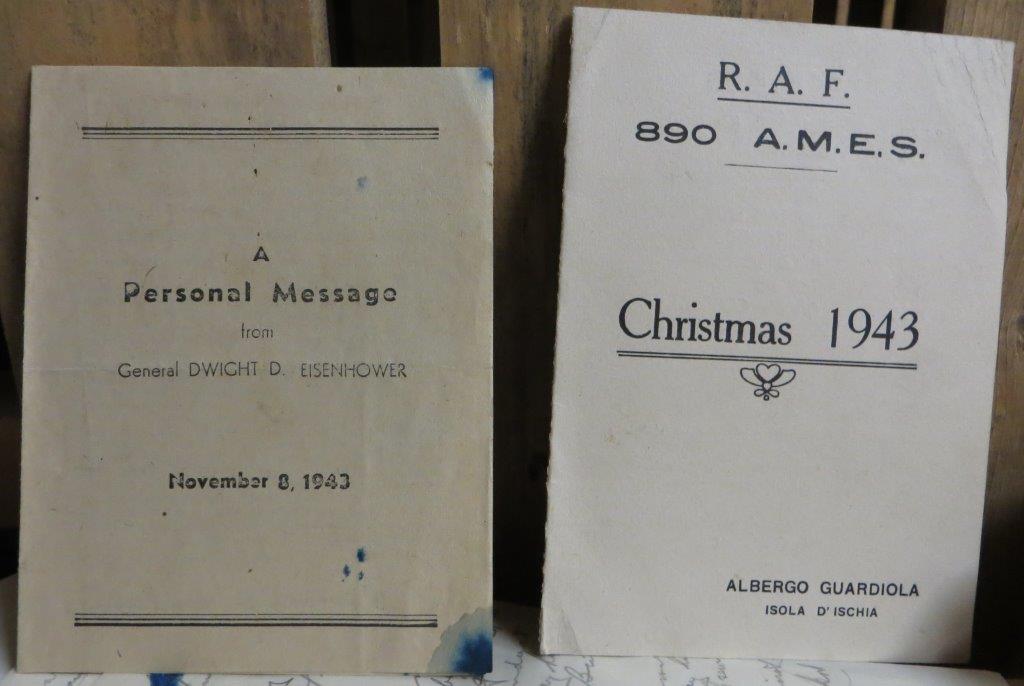 A
Personal Message
from
General DWIGHT D. EISENHOWER
November 8, 1943
R. A. F.
890 A.M.E.S.
Christmas 1943
ALBERGO GUARDIOLA
ISOLA D'ISCHIA